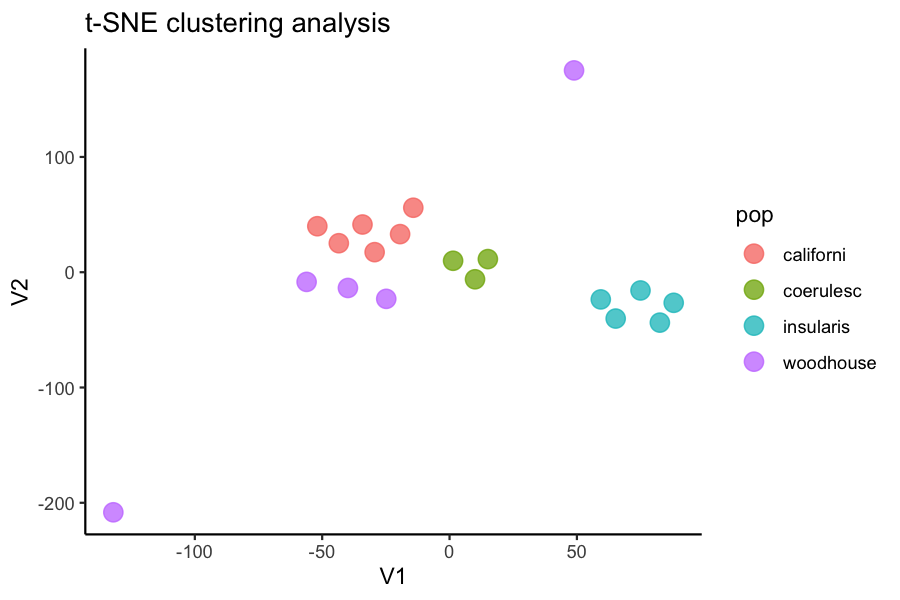 t-SNE clustering analysis
100
0
-100
-200
V2
-100
-50
0
50
V1
pop
californi
coerulesc
insularis
woodhouse